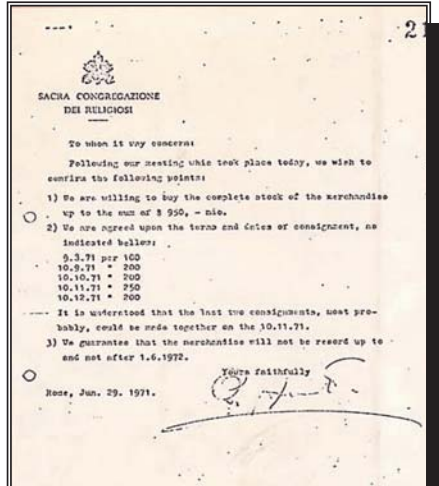 21
SACRA CONGREGAZIONE
DEI RELIGIOSI
To whom it may concern:
Following our meeting whic took place today, we wish to
confirm the following points:
1) We are willing to buy the complete stock of the merchandise
up to the sum of $ 950, - mio.
2) We are agreed upon the terms and dates of consignment, as
indicated bellow:
9.3.71 per 100
10.9.71 " 200
10.10.71 " 200
10.11.71 " 250
10.12.71 " 200
It is understood that the last two consignments, most pro-
bably, could be made together on the 10.11.71.
3) We guarantee that the merchandise will not be resold up to
and not after 1.6.1972.
Yours faithfully
Rome, Jun. 29. 1971.